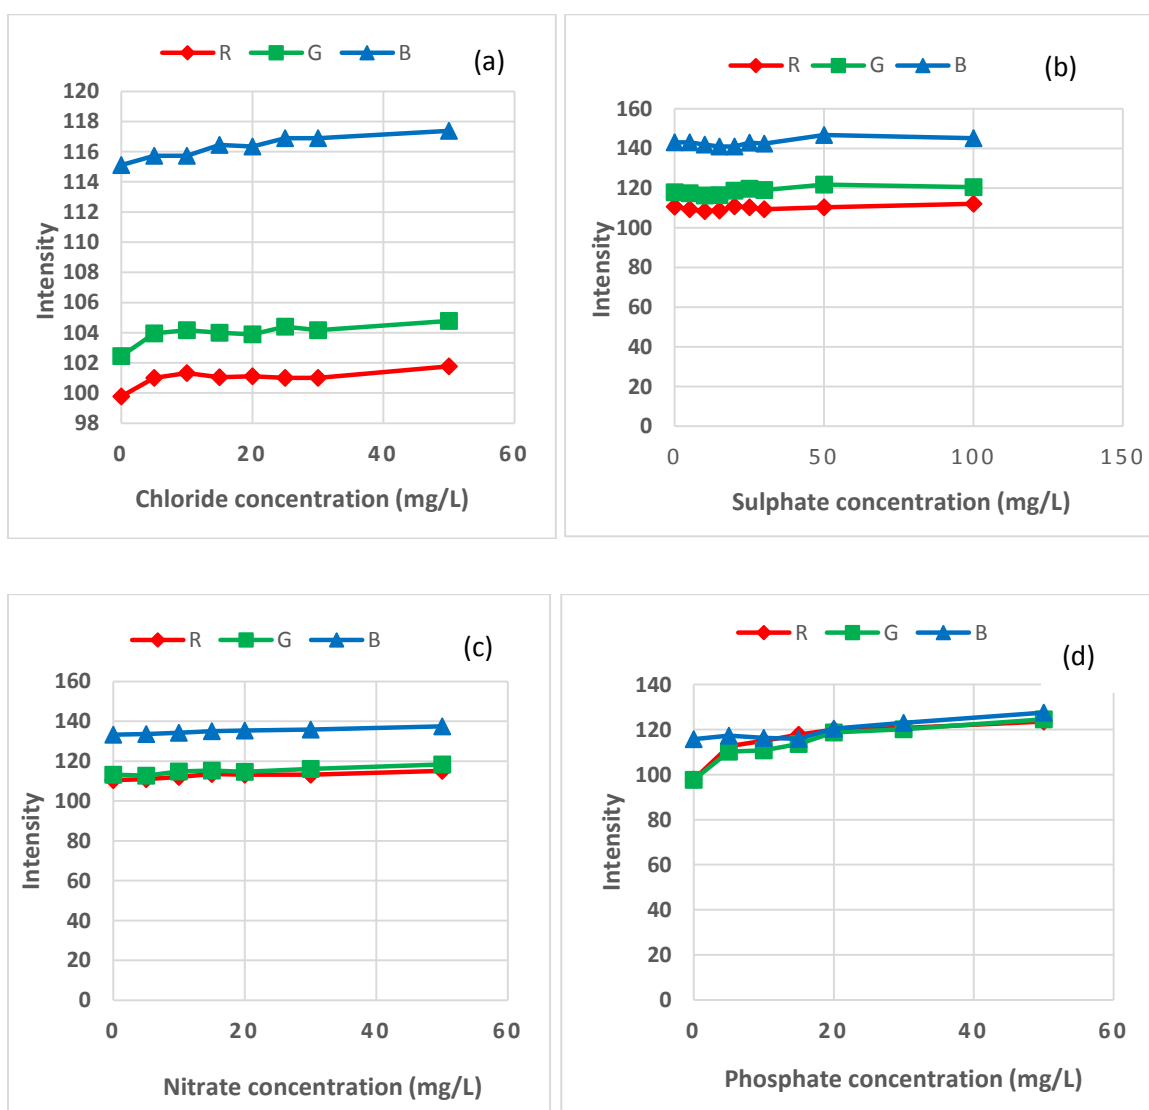 R G B
(a)
120
118
116
114
112
110
108
106
104
102
100
98
Intensity
0 20 40 60
Chloride concentration (mg/L)
R G B
(b)
160
140
120
100
80
60
40
20
0
Intensity
0 50 100 150
Sulphate concentration (mg/L)
R G B
(c)
160
140
120
100
80
60
40
20
0
Intensity
0 20 40 60
Nitrate concentration (mg/L)
R G B
(d)
140
120
100
80
60
40
20
0
Intensity
0 20 40 60
Phosphate concentration (mg/L)